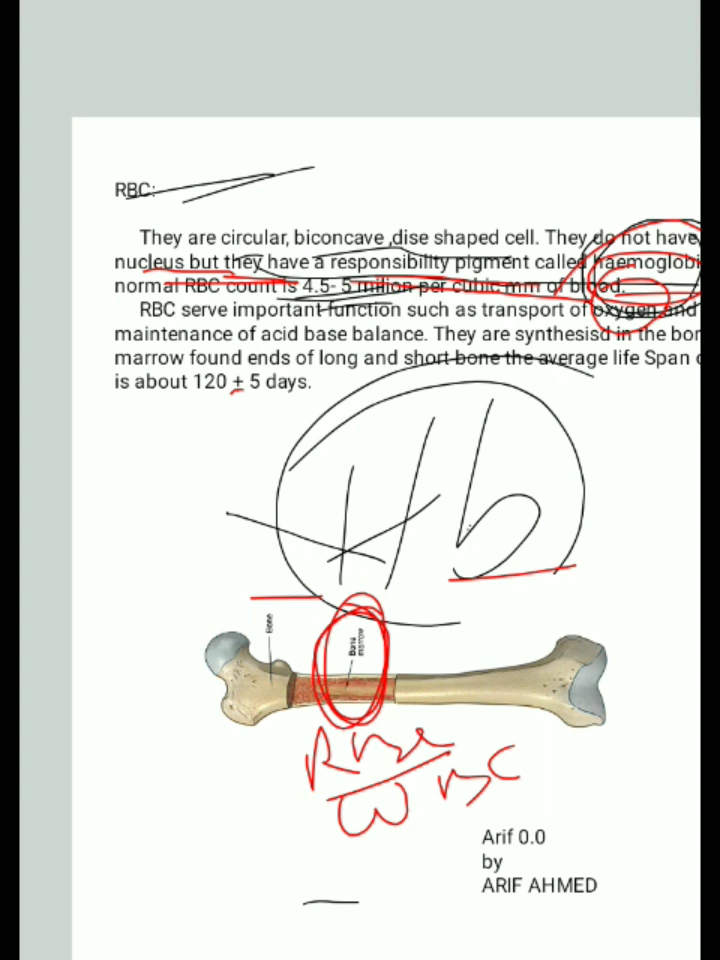 RBC:
They are circular, biconcave ,dise shaped cell. They do not have
nucleus but they have a responsibility pigment called haemoglobi
normal RBC count is 4.5- 5 million per cubic mm of blood.
RBC serve important function such as transport of oxygen and
maintenance of acid base balance. They are synthesisd in the bor
marrow found ends of long and short bone the average life Span
is about 120 ± 5 days.
Hb
Bone
Bone
marrow
RBC
WBC
Arif 0.0
by
ARIF AHMED